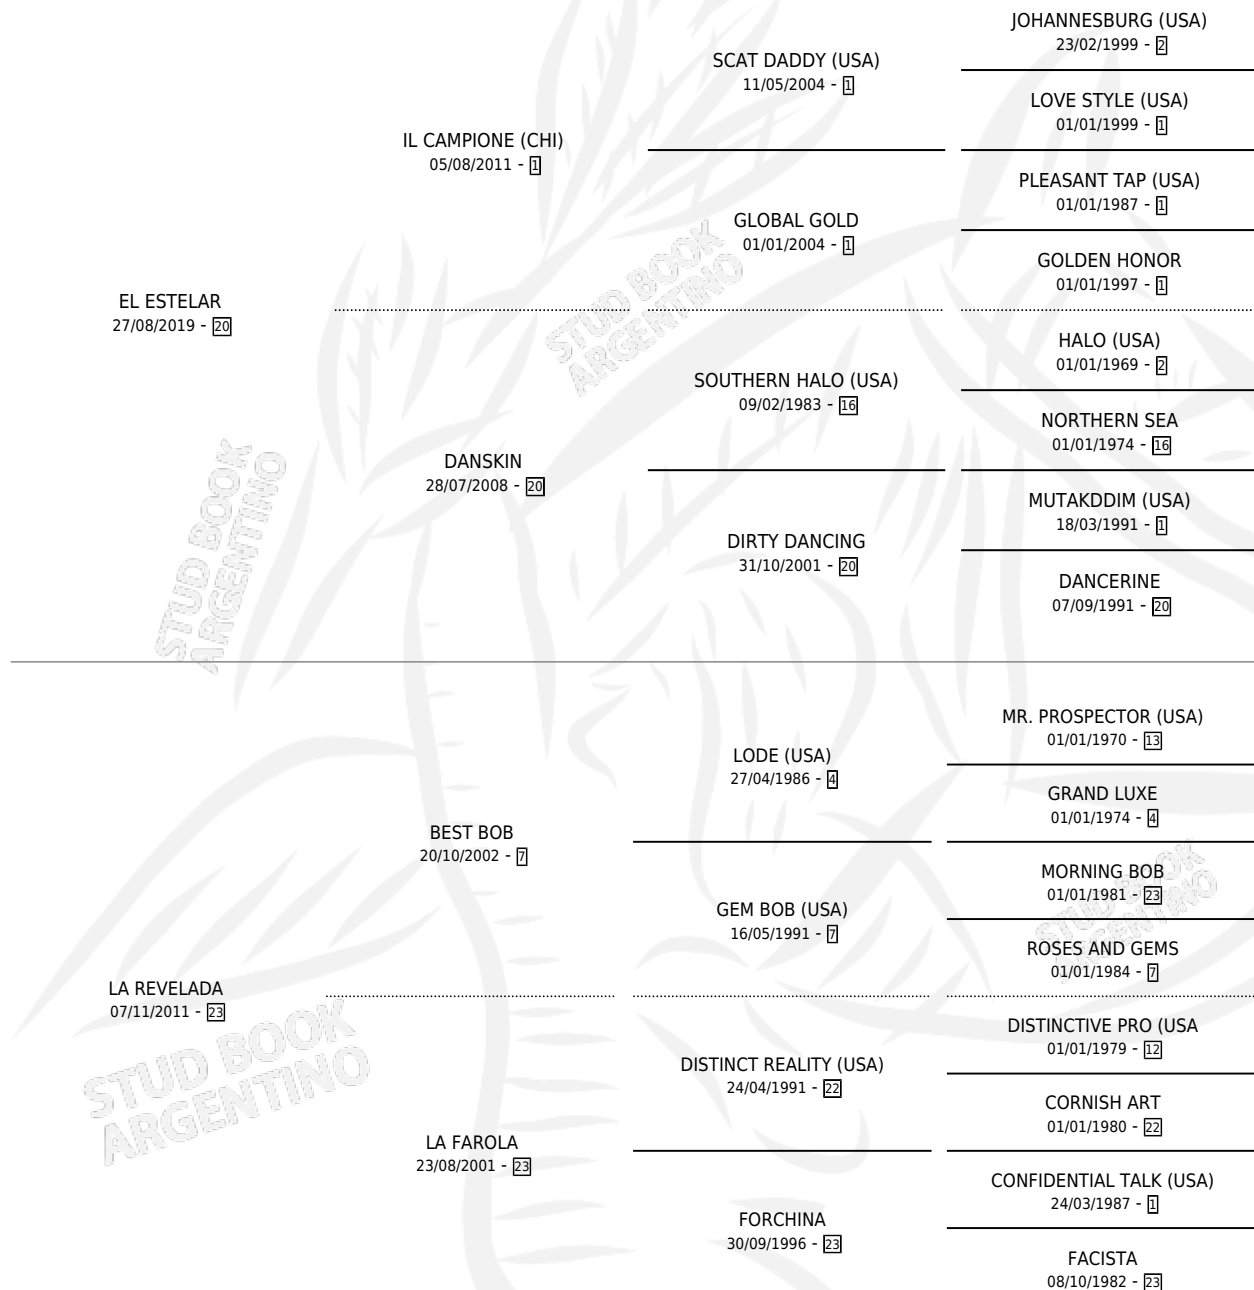 JOHANNESBURG (USA)
23/02/1999 - 2
SCAT DADDY (USA)
11/05/2004 - 1
LOVE STYLE (USA)
01/01/1999 - 1
IL CAMPIONE (CHI)
05/08/2011 - 1
PLEASANT TAP (USA)
01/01/1987 - 1
GLOBAL GOLD
01/01/2004 - 1
GOLDEN HONOR
01/01/1997 - 1
EL ESTELAR
27/08/2019 - 20
HALO (USA)
01/01/1969 - 2
SOUTHERN HALO (USA)
09/02/1983 - 16
NORTHERN SEA
01/01/1974 - 16
DANSKIN
28/07/2008 - 20
MUTAKDDIM (USA)
18/03/1991 - 1
DIRTY DANCING
31/10/2001 - 20
DANCERINE
07/09/1991 - 20
MR. PROSPECTOR (USA)
01/01/1970 - 13
LODE (USA)
27/04/1986 - 4
GRAND LUXE
01/01/1974 - 4
BEST BOB
20/10/2002 - 7
MORNING BOB
01/01/1981 - 23
GEM BOB (USA)
16/05/1991 - 7
ROSES AND GEMS
01/01/1984 - 7
LA REVELADA
07/11/2011 - 23
DISTINCTIVE PRO (USA
01/01/1979 - 12
DISTINCT REALITY (USA)
24/04/1991 - 22
CORNISH ART
01/01/1980 - 22
LA FAROLA
23/08/2001 - 23
CONFIDENTIAL TALK (USA)
24/03/1987 - 1
FORCHINA
30/09/1996 - 23
FACISTA
08/10/1982 - 23
STUD BOOK
ARGENTINO
STUD BOOK
ARGENTINO
STUD BOOK
ARGENTINO
STUD BOOK
ARGENTINO